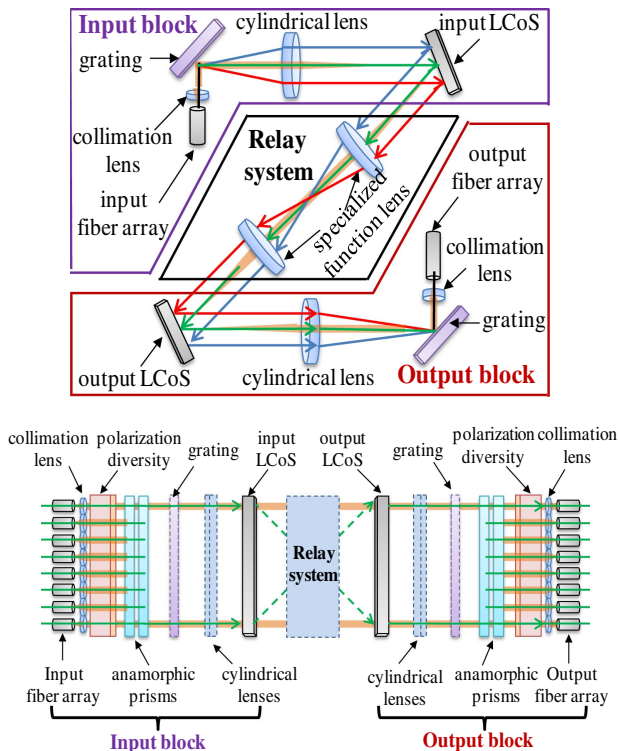 Input block
cylindrical lens
input LCoS
grating
collimation
lens
input
fiber array
Relay
system
specialized
function lens
output
fiber array
collimation
lens
grating
output LCoS
cylindrical lens
Output block
collimation
lens
polarization
diversity
grating
input
LCoS
output
LCoS
grating
polarization
diversity
collimation
lens
Relay
system
Input
fiber array
anamorphic
prisms
cylindrical
lenses
cylindrical
lenses
anamorphic
prisms
Output
fiber array
Input block
Output block